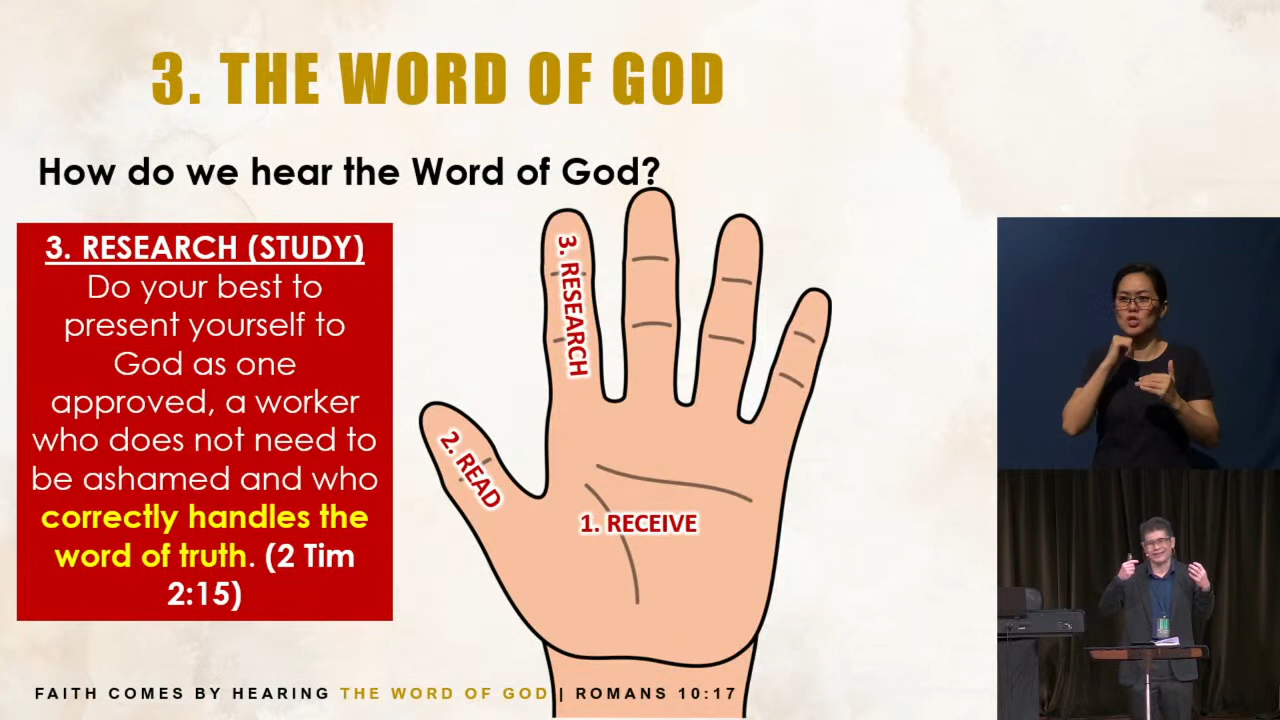 3. THE WORD OF GOD
How do we hear the Word of God?
3. RESEARCH (STUDY)
Do your best to
present yourself to
God as one
approved, a worker
who does not need to
be ashamed and who
correctly handles the
word of truth. (2 Tim
2:15)
3. RESEARCH
2. READ
1. RECEIVE
FAITH COMES BY HEARING THE WORD OF GOD | ROMANS 10:17